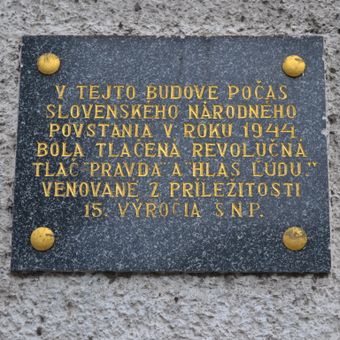 V TEJTO BUDOVE POČAS
SLOVENSKÉHO NÁRODNÉHO
POVSTANIA V ROKU 1944
BOLA TLAČENÁ REVOLUČNÁ
TLAČ "PRAVDA" A HLAS ĽUDU."
VENOVANÉ Z PRÍLEŽITOSTI
15. VÝROČIA S N P.